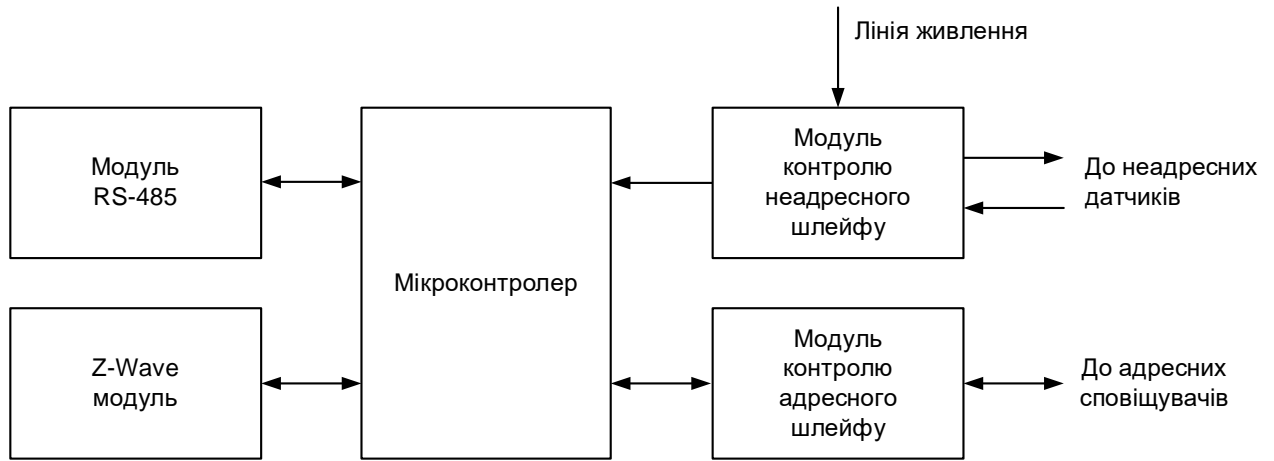 Лінія живлення
Модуль
RS-485
Мікроконтролер
Модуль
контролю
неадресного
шлейфу
До неадресних
датчиків
Z-Wave
модуль
Модуль
контролю
адресного
шлейфу
До адресних
сповіщувачів